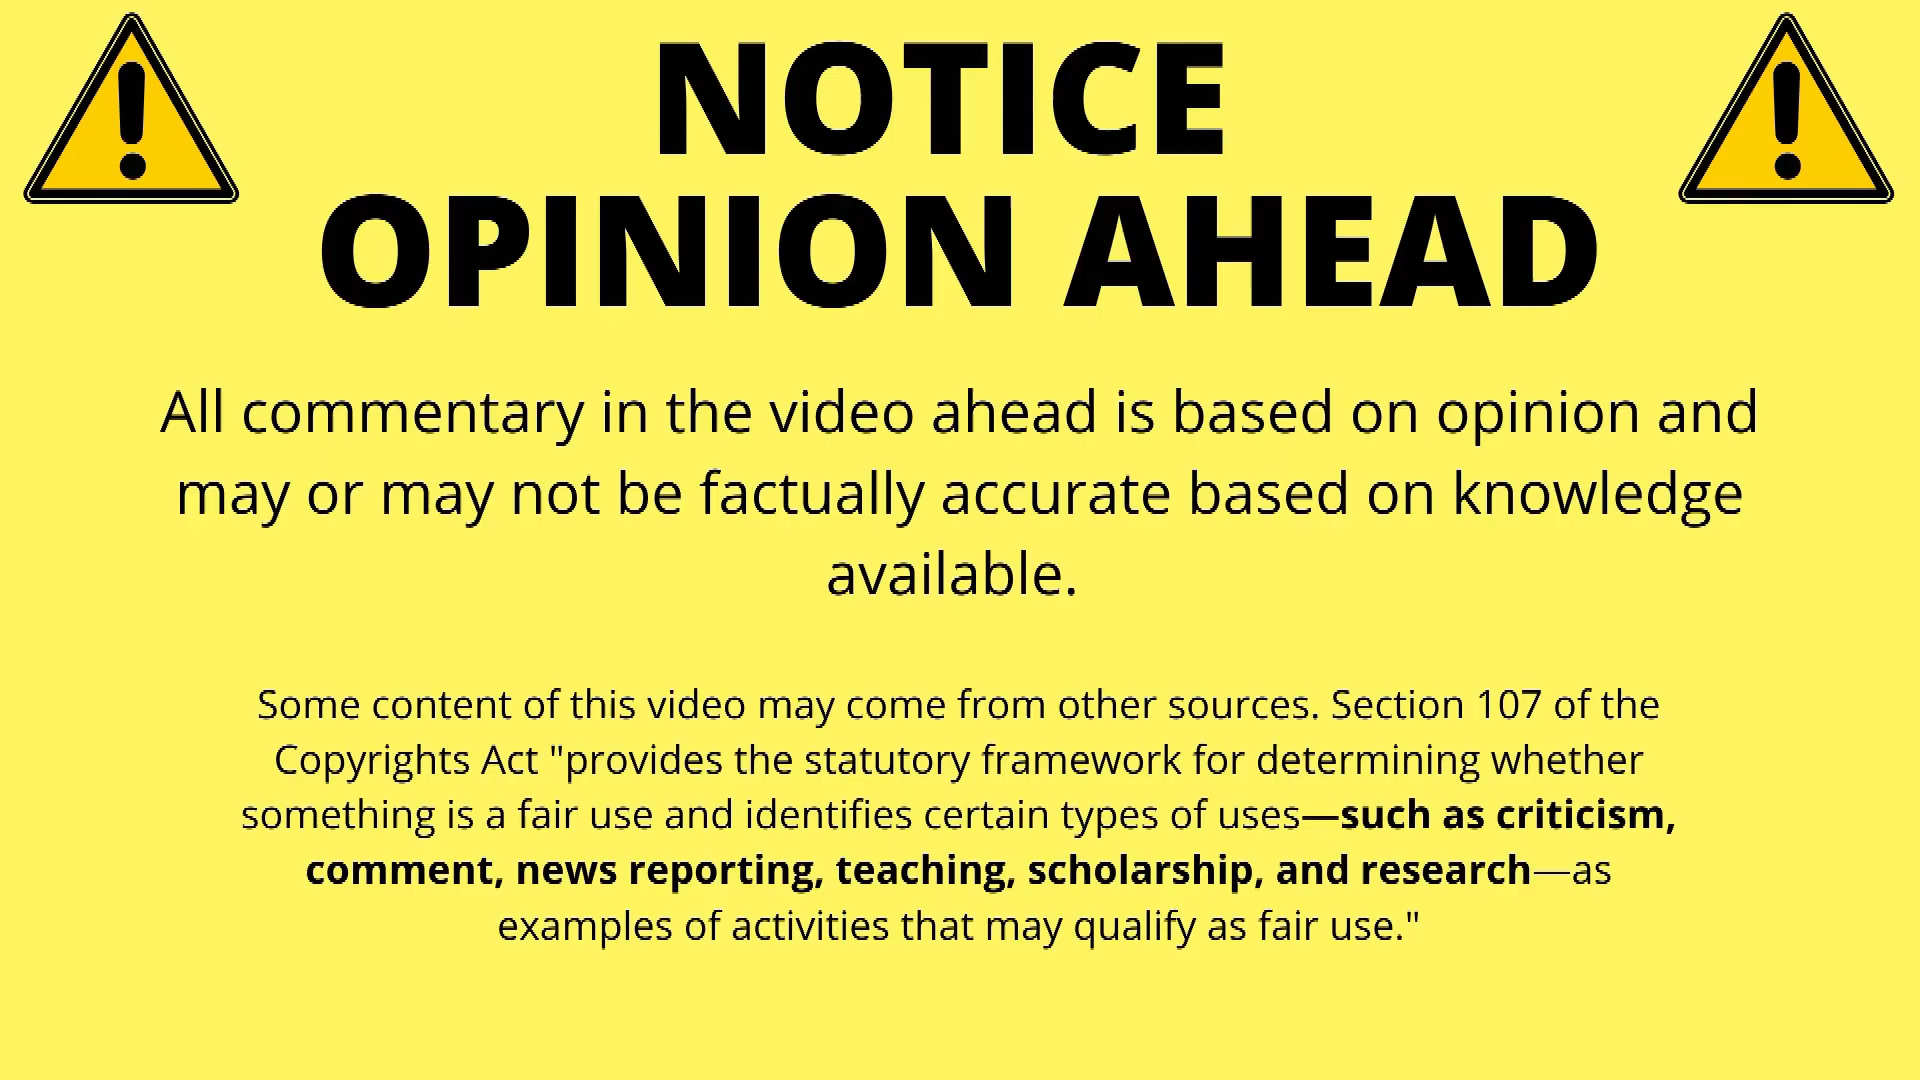 NOTICE
OPINION AHEAD
All commentary in the video ahead is based on opinion and
may or may not be factually accurate based on knowledge
available.
Some content of this video may come from other sources. Section 107 of the
Copyrights Act "provides the statutory framework for determining whether
something is a fair use and identifies certain types of uses—such as criticism,
comment, news reporting, teaching, scholarship, and research—as
examples of activities that may qualify as fair use."